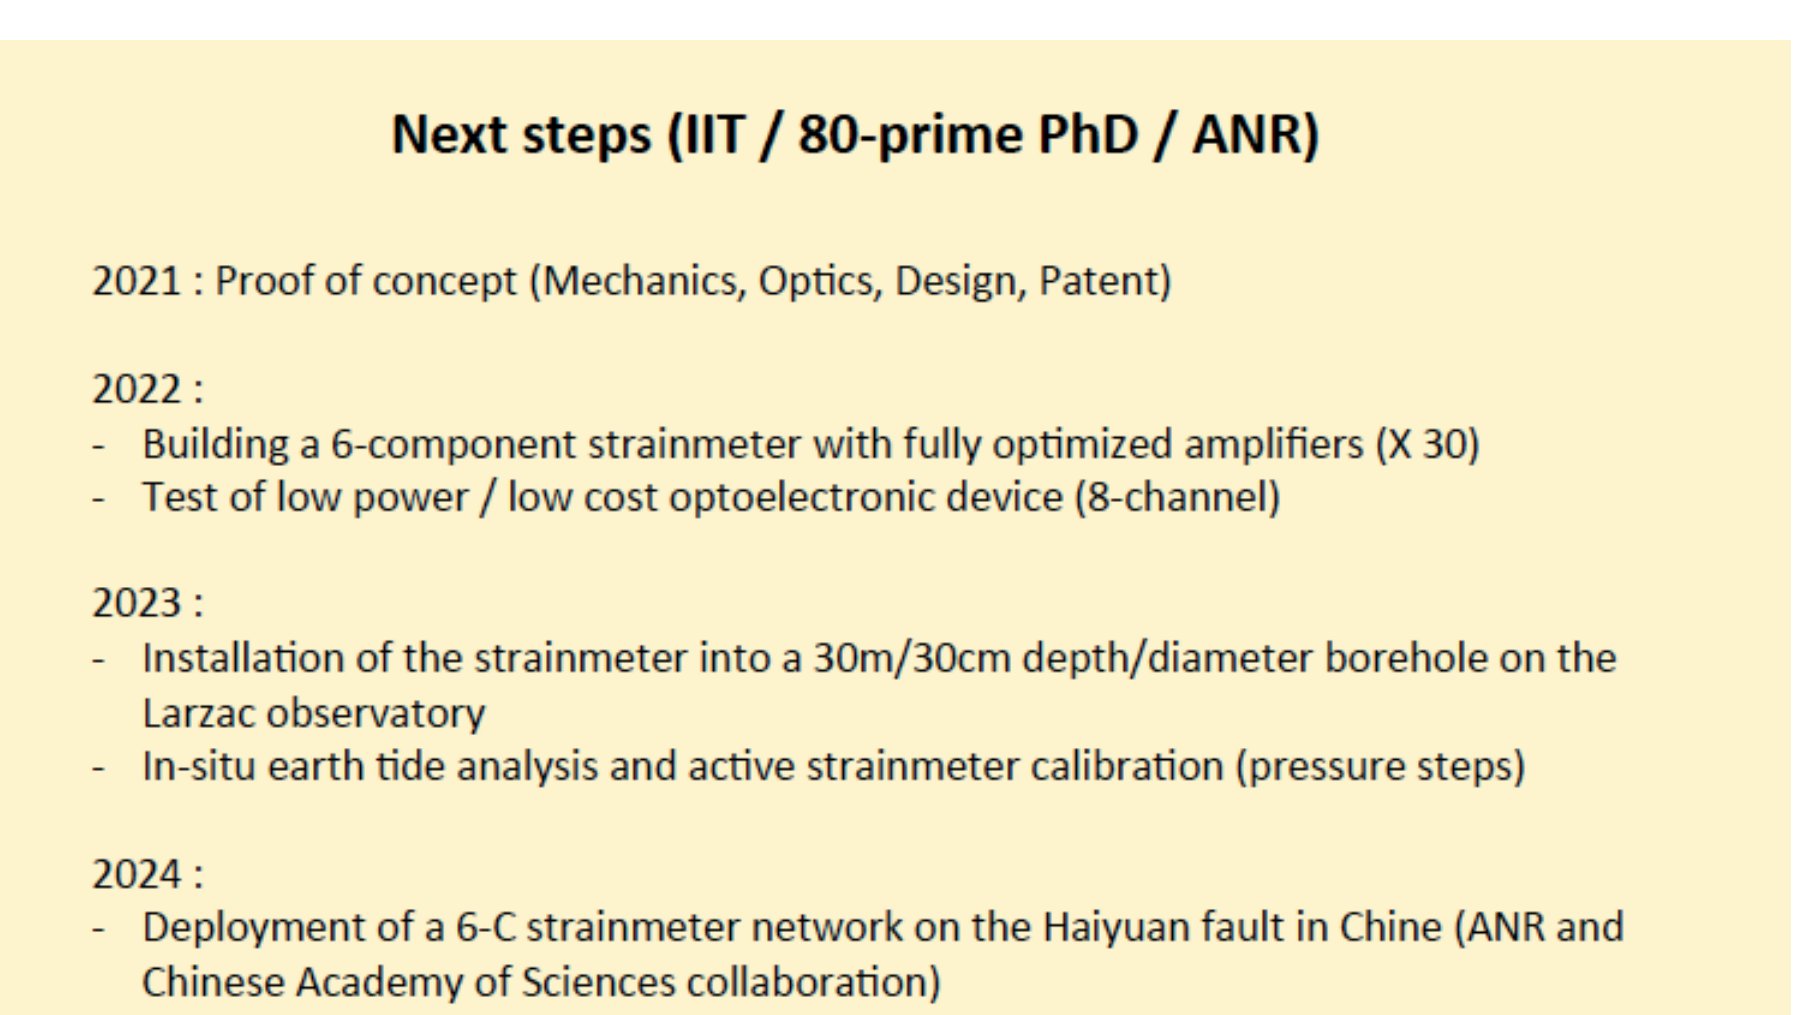 Next steps (IIT / 80-prime PhD / ANR)
2021 : Proof of concept (Mechanics, Optics, Design, Patent)
2022 :
- Building a 6-component strainmeter with fully optimized amplifiers (X 30)
- Test of low power / low cost optoelectronic device (8-channel)
2023 :
- Installation of the strainmeter into a 30m/30cm depth/diameter borehole on the
Larzac observatory
- In-situ earth tide analysis and active strainmeter calibration (pressure steps)
2024 :
- Deployment of a 6-C strainmeter network on the Haiyuan fault in Chine (ANR and
Chinese Academy of Sciences collaboration)